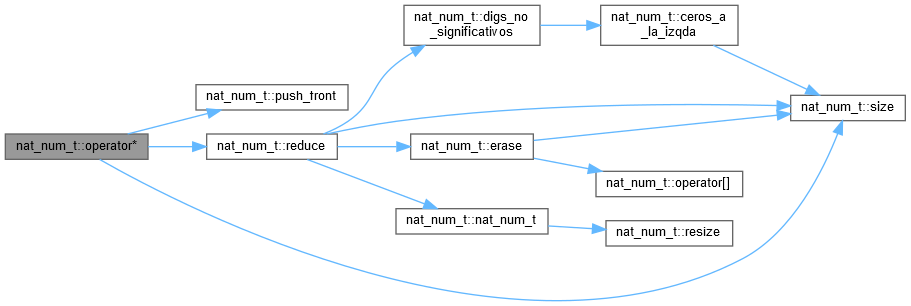 nat_num_t::digs_no
_significativos
nat_num_t::ceros_a
_la_izqda
nat_num_t::push_front
nat_num_t::size
nat_num_t::operator*
nat_num_t::reduce
nat_num_t::erase
nat_num_t::operator[]
nat_num_t::nat_num_t
nat_num_t::resize